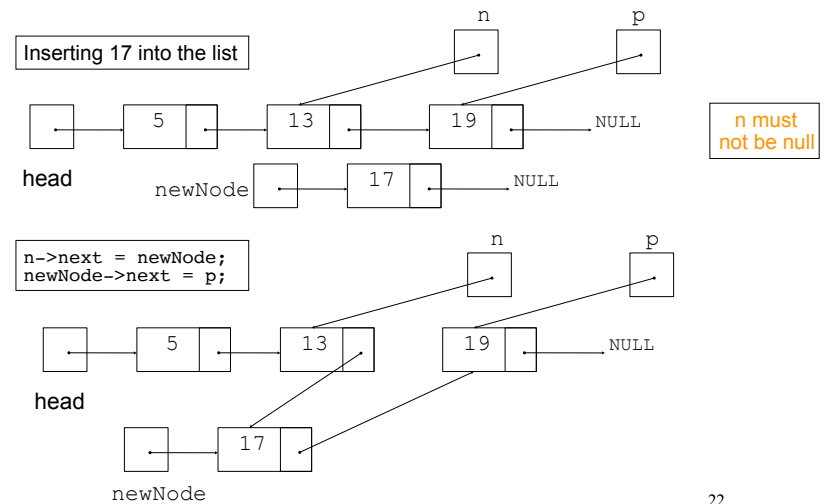 n
p
Inserting 17 into the list
5
13
19
NULL
n must
not be null
head
newNode
17
NULL
n->next = newNode;
newNode->next = p;
n
p
5
13
19
NULL
head
17
newNode
22